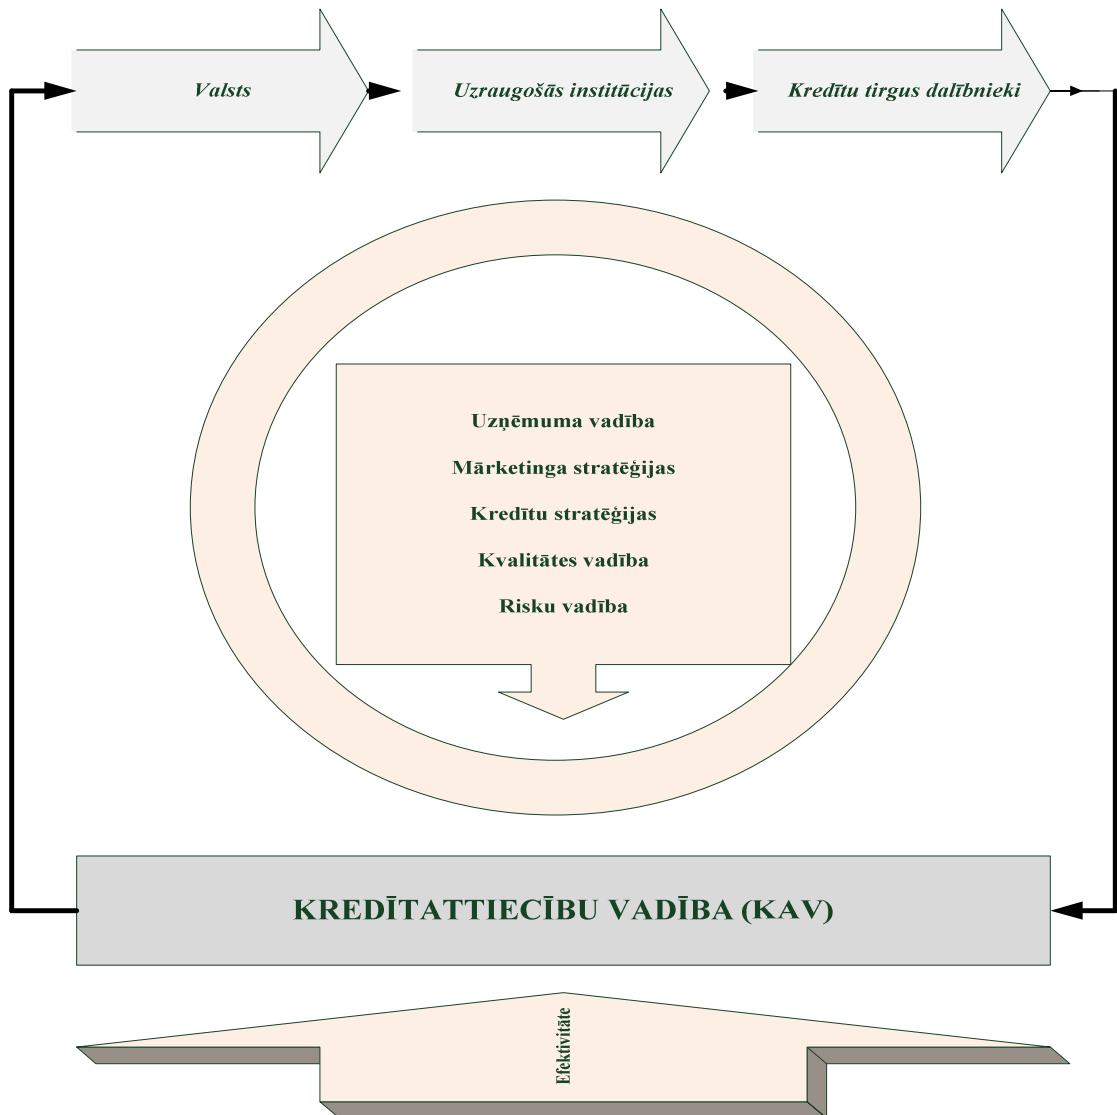 Valsts
Uzraugošās institūcijas
Kredītu tirgus dalībnieki
Uzņēmuma vadība
Mārketinga stratēģijas
Kredītu stratēģijas
Kvalitātes vadība
Risku vadība
KREDĪTATTIECĪBU VADĪBA (KAV)
Efektivitāte